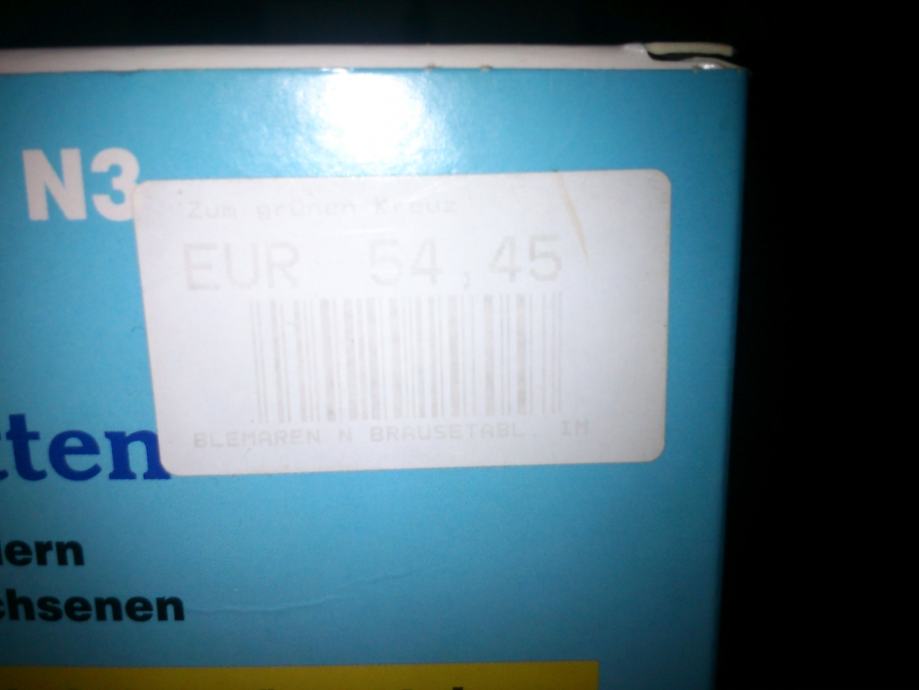 N3
Zum grünen Kreuz
EUR 54,45
BLEMAREN N BRAUSETABL. IM
tten
ern
chsenen